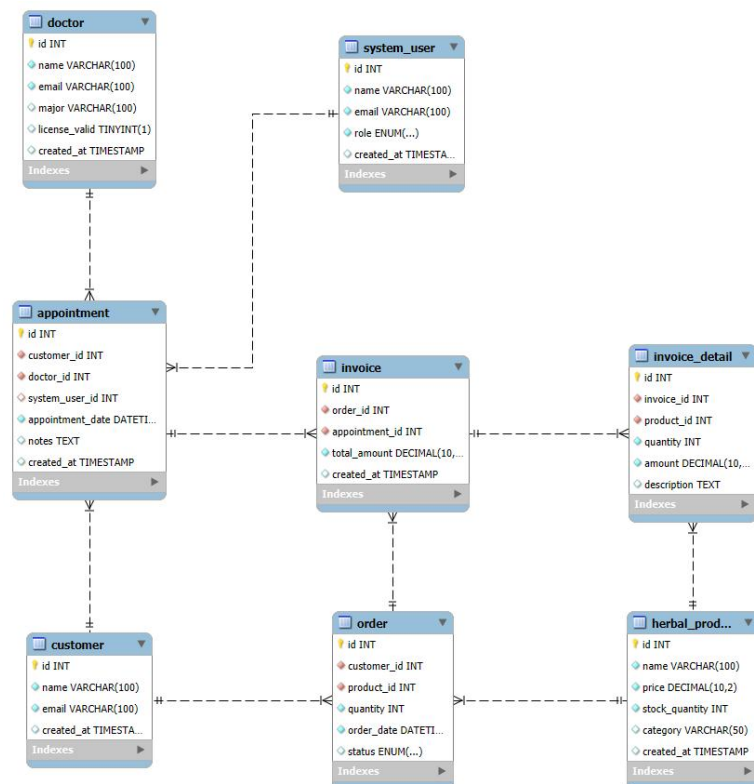 doctor
id INT
name VARCHAR(100)
email VARCHAR(100)
major VARCHAR(100)
license_valid TINYINT(1)
created_at TIMESTAMP
Indexes
system_user
id INT
name VARCHAR(100)
email VARCHAR(100)
role ENUM(...)
created_at TIMESTA...
Indexes
appointment
id INT
customer_id INT
doctor_id INT
system_user_id INT
appointment_date DATETI...
notes TEXT
created_at TIMESTAMP
Indexes
invoice
id INT
order_id INT
appointment_id INT
total_amount DECIMAL(10,...
created_at TIMESTAMP
Indexes
invoice_detail
id INT
invoice_id INT
product_id INT
quantity INT
amount DECIMAL(10,...
description TEXT
Indexes
customer
id INT
name VARCHAR(100)
email VARCHAR(100)
created_at TIMESTA...
Indexes
order
id INT
customer_id INT
product_id INT
quantity INT
order_date DATETI...
status ENUM(...)
herbal_prod...
id INT
name VARCHAR(100)
price DECIMAL(10,2)
stock_quantity INT
category VARCHAR(50)
created_at TIMESTAMP
Indexes